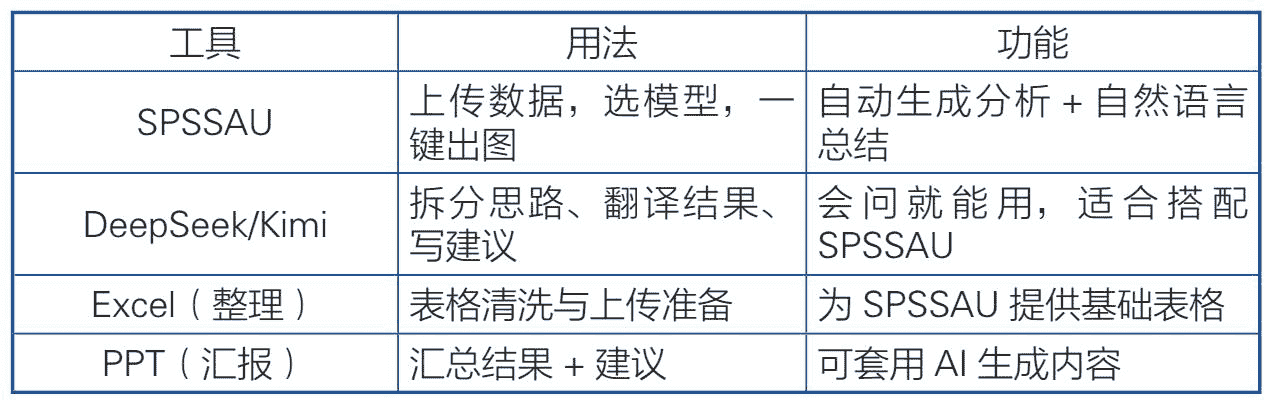 工具 用法 功能
SPSSAU
上传数据，选模型，一
键出图
自动生成分析 + 自然语言
总结
DeepSeek/Kimi
拆分思路、翻译结果、
写建议
会问就能用，适合搭配
SPSSAU
Excel（整理） 表格清洗与上传准备 为 SPSSAU 提供基础表格
PPT（汇报） 汇总结果 + 建议 可套用 AI 生成内容